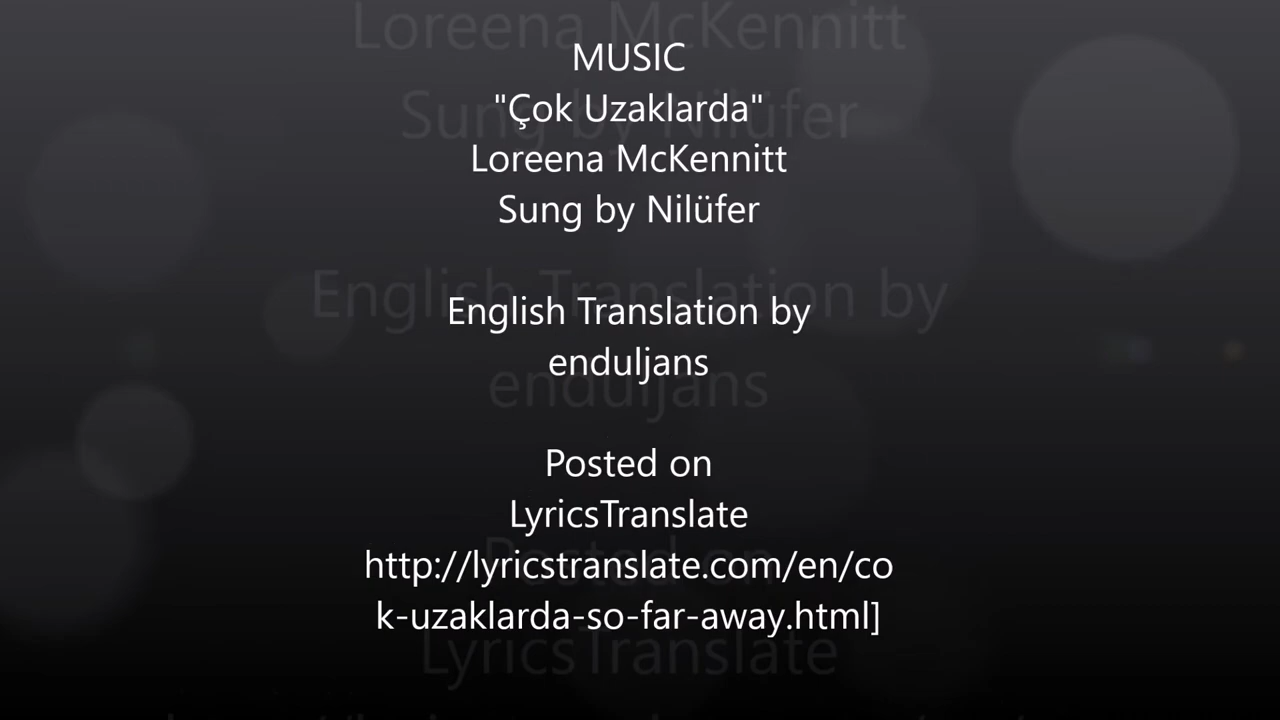 MUSIC
"Çok Uzaklarda"
Loreena McKennitt
Sung by Nilüfer
English Translation by
enduljans
Posted on
LyricsTranslate
http://lyricstranslate.com/en/co
k-uzaklarda-so-far-away.html]